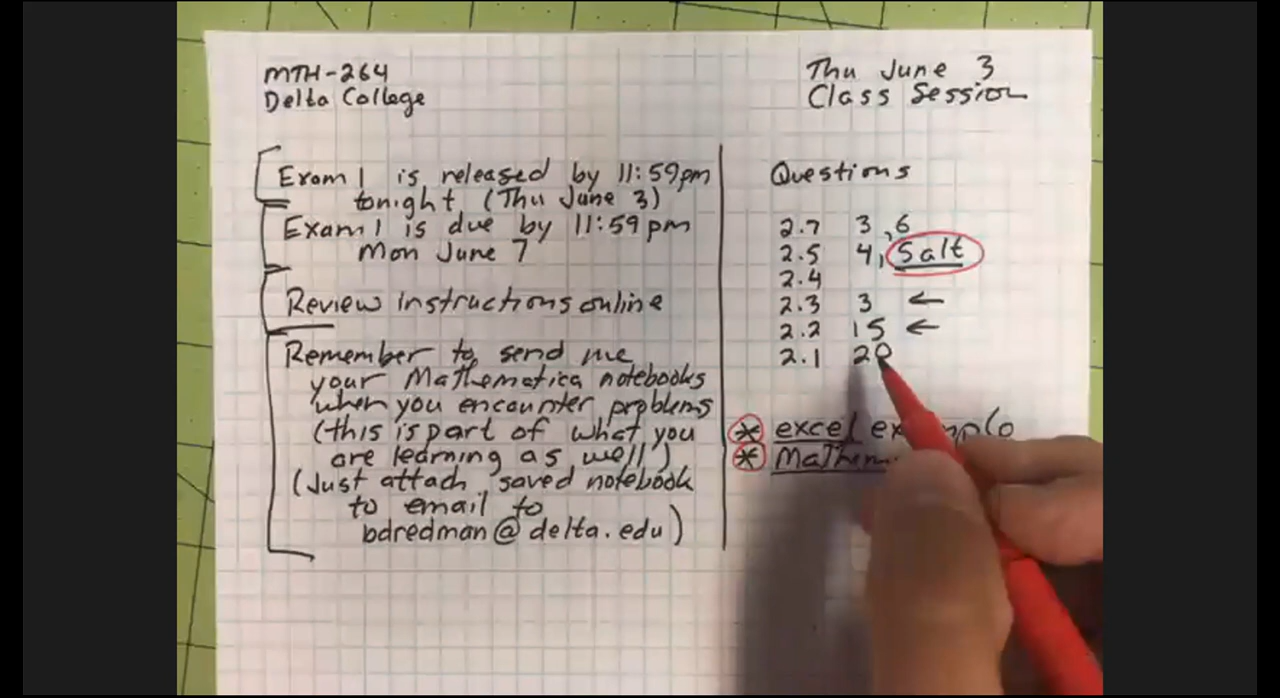 MTH-264
Delta College
Thu June 3
Class Session
Exam 1 is released by 11:59pm
tonight (Thu June 3)
Exam 1 is due by 11:59pm
Mon June 7
Review instructions online
Remember to send me
your Mathematica notebooks
when you encounter problems
(this is part of what you
are learning as well)
(Just attach saved notebook
to email to
bdredman@delta.edu)
Questions
2.7 3, 6
2.5 4, Salt
2.4
2.3 3 ←
2.2 15 ←
2.1 20
* excel
*